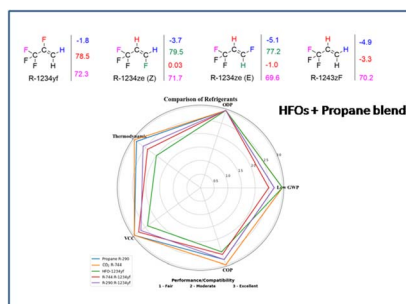 F
H
H
H
-1.8
78.5
72.3
R-1234yf
-3.7
79.5
0.03
71.7
R-1234ze (Z)
-5.1
77.2
-1.0
69.6
R-1234ze (E)
-4.9
-3.3
70.2
R-1243zF
Comparison of Refrigerants
HFOs + Propane blend
ODP
Thermodynamic
Low GWP
VCC
COP
Propane R-290
CO₂ R-744
HFO-1234yf
R-744 R-1234yf
R-290 R-1234yf
Performance/Compatibility
1 - Fair 2 - Moderate 3 - Excellent